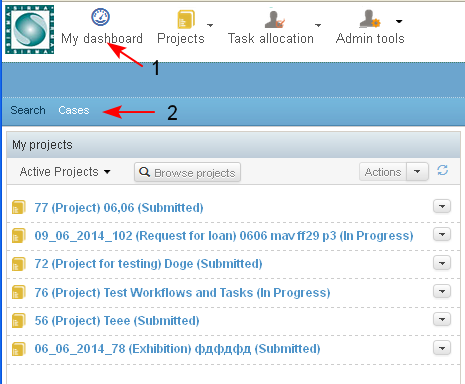 My dashboard Projects Task allocation Admin tools
1
2
Search Cases
My projects
Active Projects Browse projects Actions
77 (Project) 06,06 (Submitted)
09_06_2014_102 (Request for loan) 0606 mav ff29 p3 (In Progress)
72 (Project for testing) Doge (Submitted)
76 (Project) Test Workflows and Tasks (In Progress)
56 (Project) Teee (Submitted)
06_06_2014_78 (Exhibition) фдфдфд (Submitted)